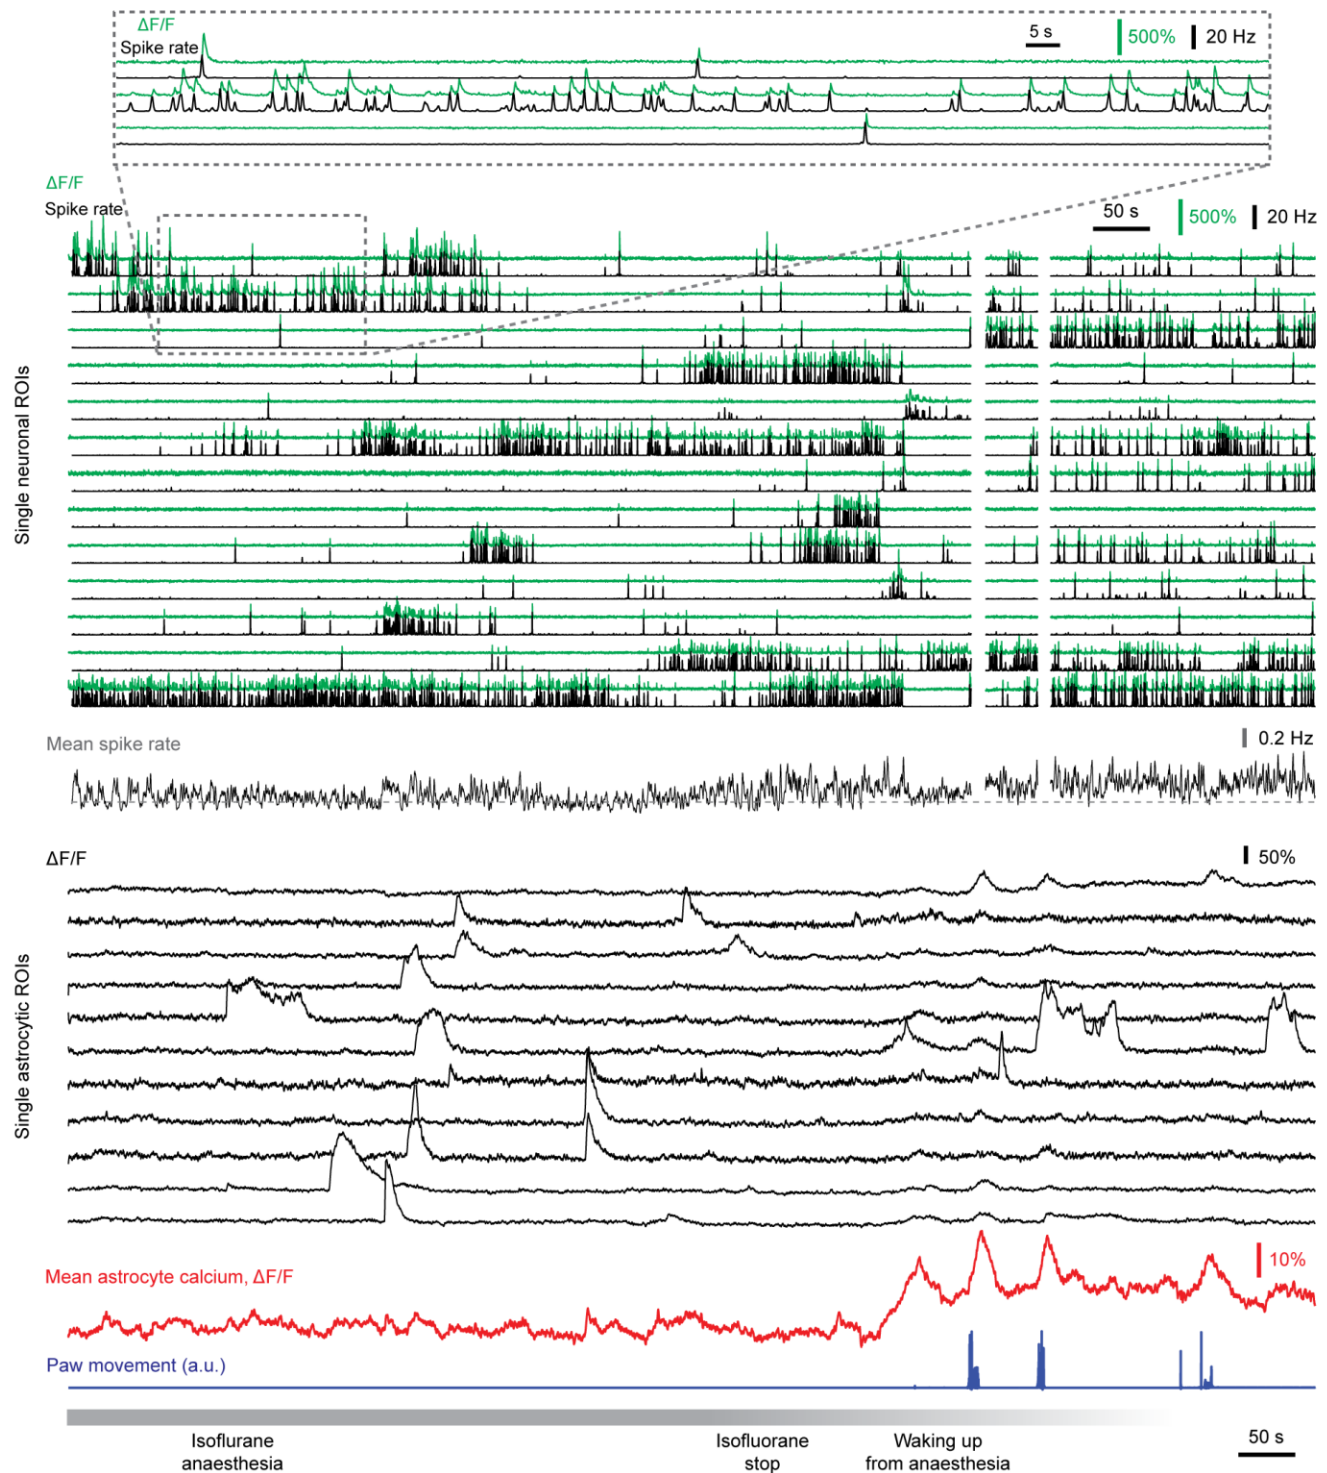 ΔF/F
Spike rate
5 s
500%
20 Hz
ΔF/F
Spike rate
50 s
500%
20 Hz
Single neuronal ROIs
Mean spike rate
0.2 Hz
ΔF/F
50%
Single astrocytic ROIs
Mean astrocyte calcium, ΔF/F
10%
Paw movement (a.u.)
Isoflurane
anaesthesia
Isofluorane
stop
Waking up
from anaesthesia
50 s